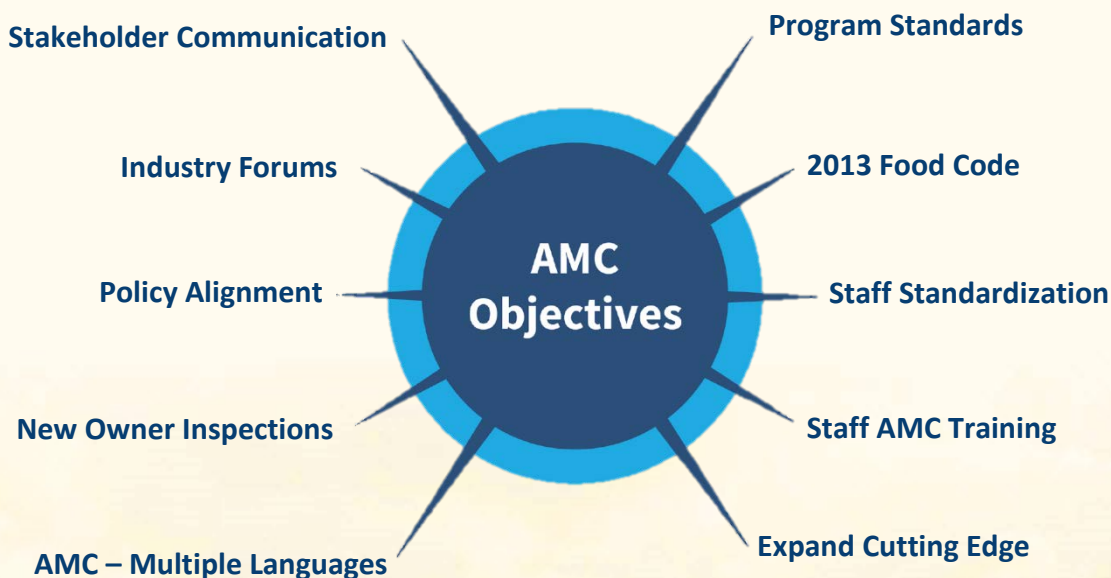 Stakeholder Communication
Program Standards
Industry Forums
2013 Food Code
AMC
Objectives
Policy Alignment
Staff Standardization
New Owner Inspections
Staff AMC Training
AMC – Multiple Languages
Expand Cutting Edge